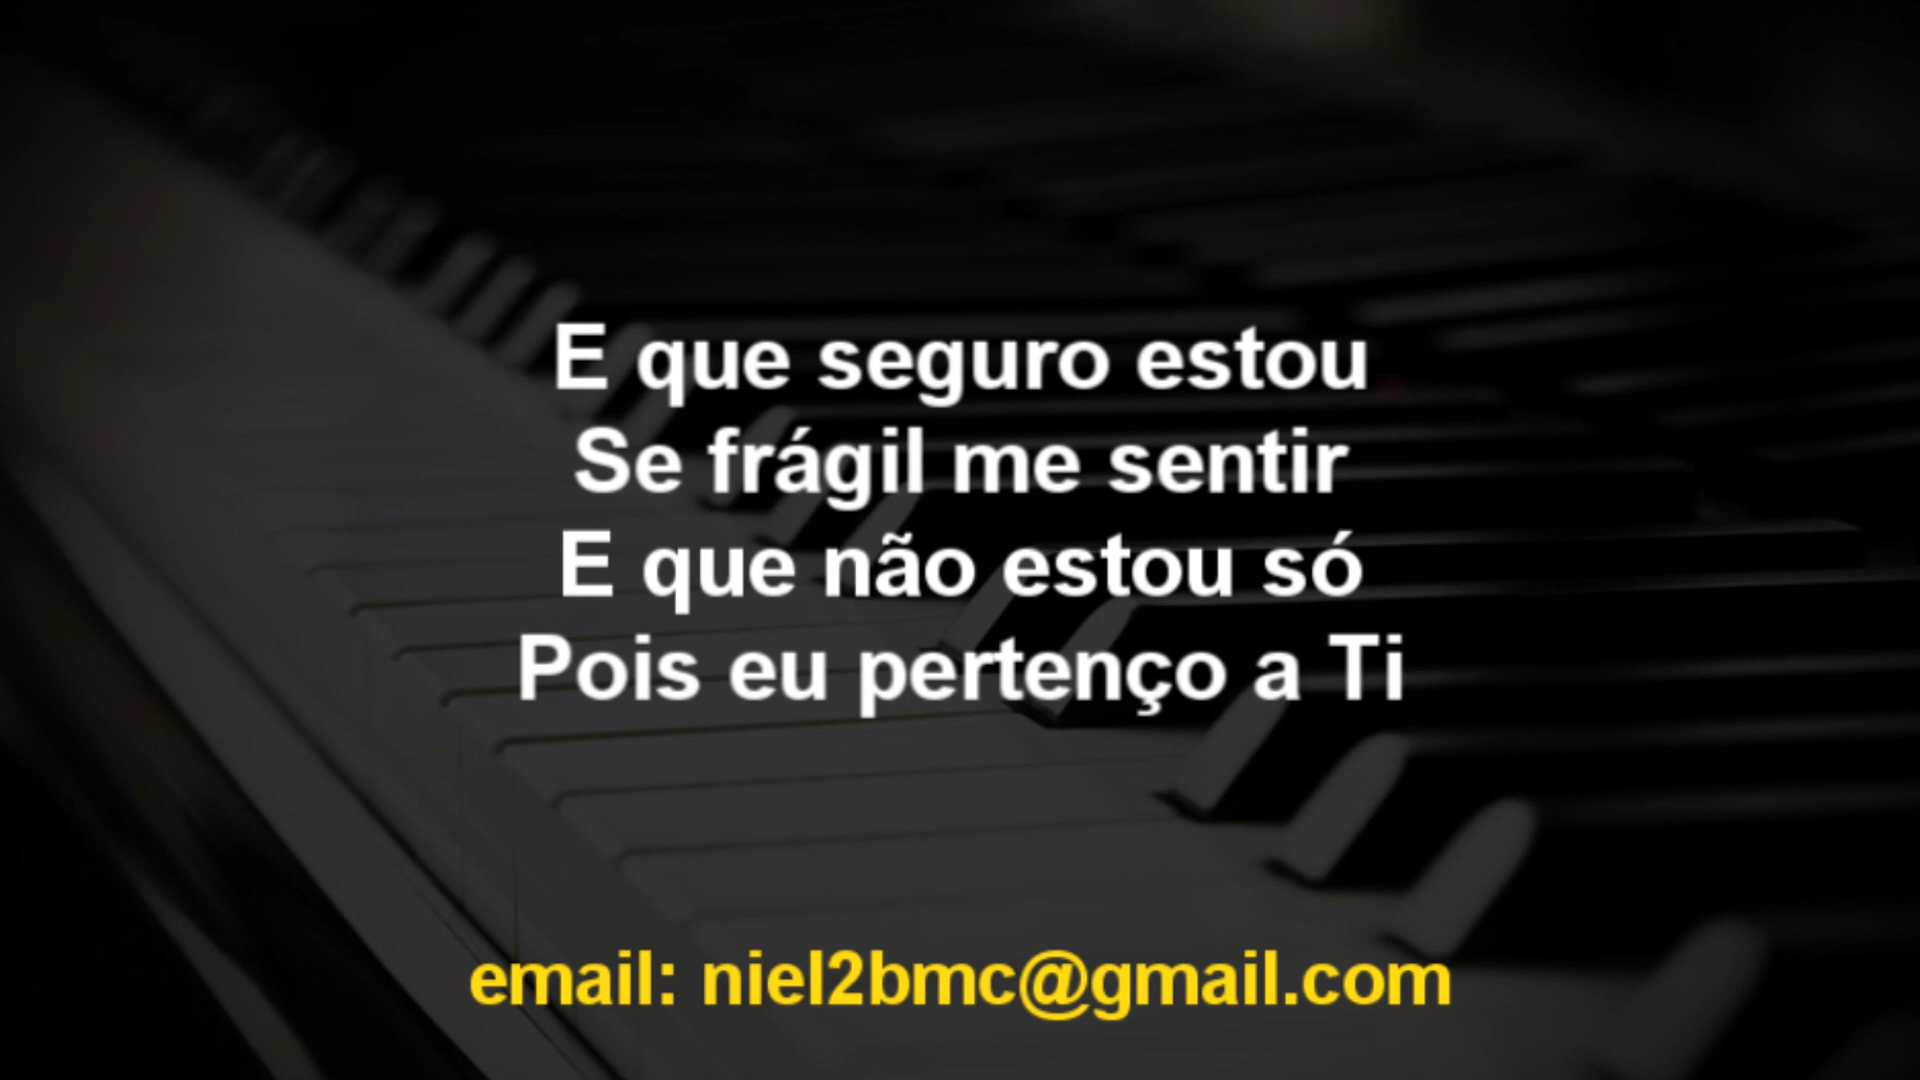 E que seguro estou
Se frágil me sentir
E que não estou só
Pois eu pertenço a Ti
email: niel2bmc@gmail.com